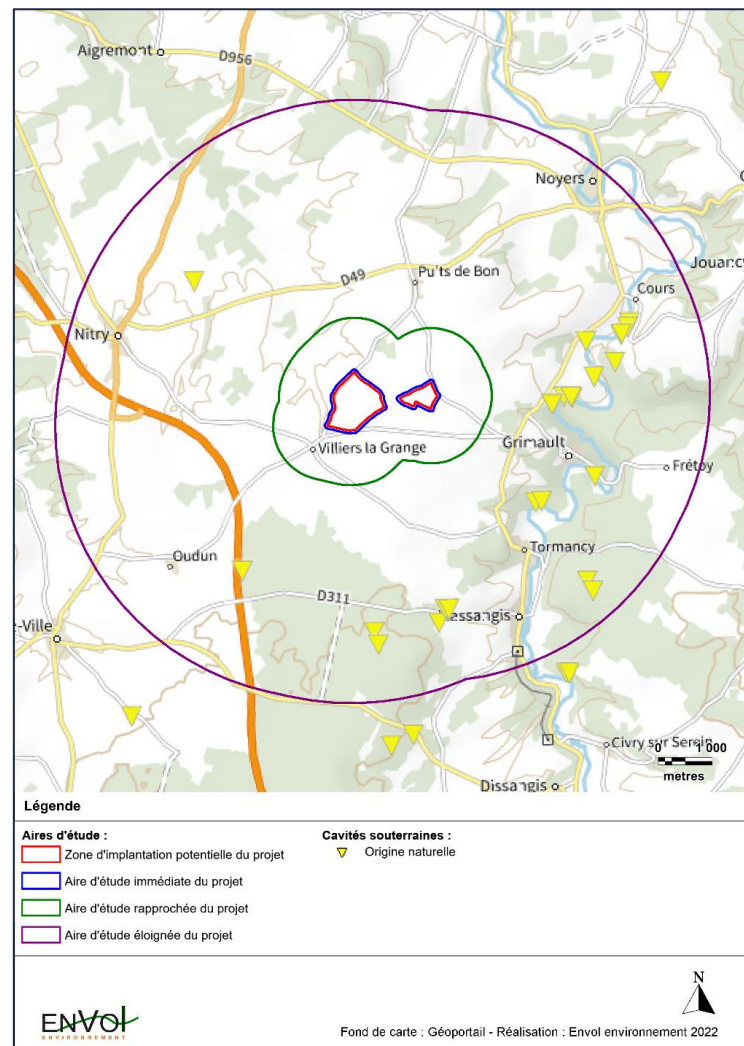 Aigremont
D956
Noyers
Jouancy
Cours
Puits de Bon
D49
Nitry
Villiers la Grange
Grimault
Frétoy
Tormancy
Oudun
D311
Massangis
-Ville
Civry sur Serein
0 1 000
metres
Dissangis
Légende
Aires d'étude :
Zone d'implantation potentielle du projet
Aire d'étude immédiate du projet
Aire d'étude rapprochée du projet
Aire d'étude éloignée du projet
Cavités souterraines :
Origine naturelle
N
ENVOl
ENVIRONNEMENT
Fond de carte : Géoportail - Réalisation : Envol environnement 2022